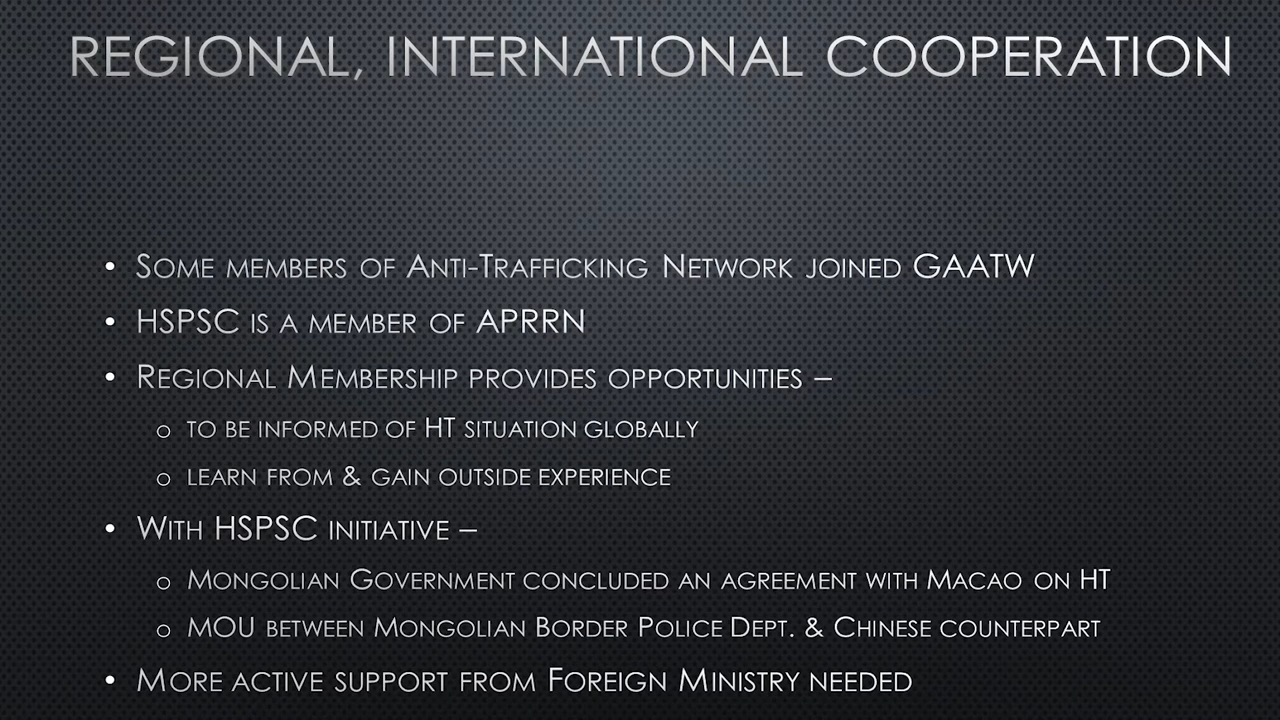 REGIONAL, INTERNATIONAL COOPERATION
• Some members of Anti-Trafficking Network joined GAATW
• HSPSC is a member of APRRN
• Regional Membership provides opportunities –
o to be informed of HT situation globally
o learn from & gain outside experience
• With HSPSC initiative –
o Mongolian Government concluded an agreement with Macao on HT
o MOU between Mongolian Border Police Dept. & Chinese counterpart
• More active support from Foreign Ministry needed